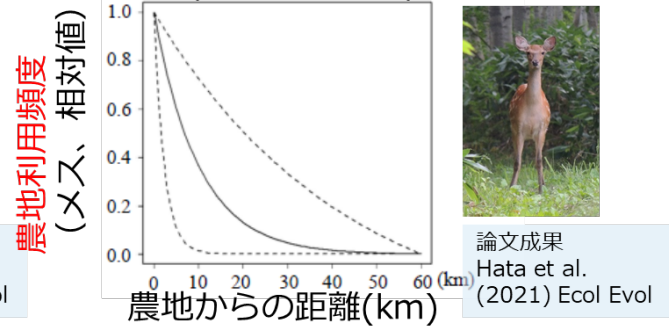 農地利用頻度
(メス、相対値)
1.0
0.8
0.6
0.4
0.2
0.0
0 10 20 30 40 50 60 (km)
農地からの距離(km)
論文成果
Hata et al.
(2021) Ecol Evol
ol